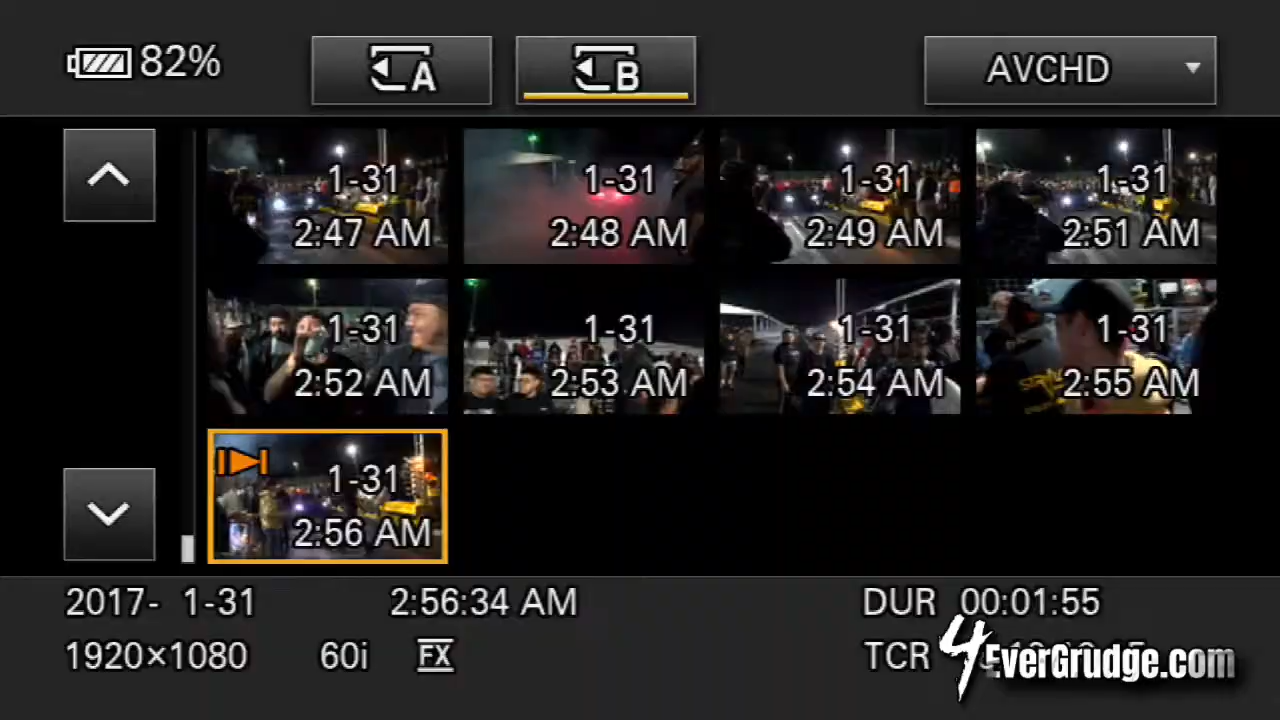 82%
A
B
AVCHD
1-31
2:47 AM
1-31
2:48 AM
1-31
2:49 AM
1-31
2:51 AM
1-31
2:52 AM
1-31
2:53 AM
1-31
2:54 AM
1-31
2:55 AM
1-31
2:56 AM
2017- 1-31
2:56:34 AM
DUR 00:01:55
1920×1080
60i
FX
TCR
4EverGrudge.com